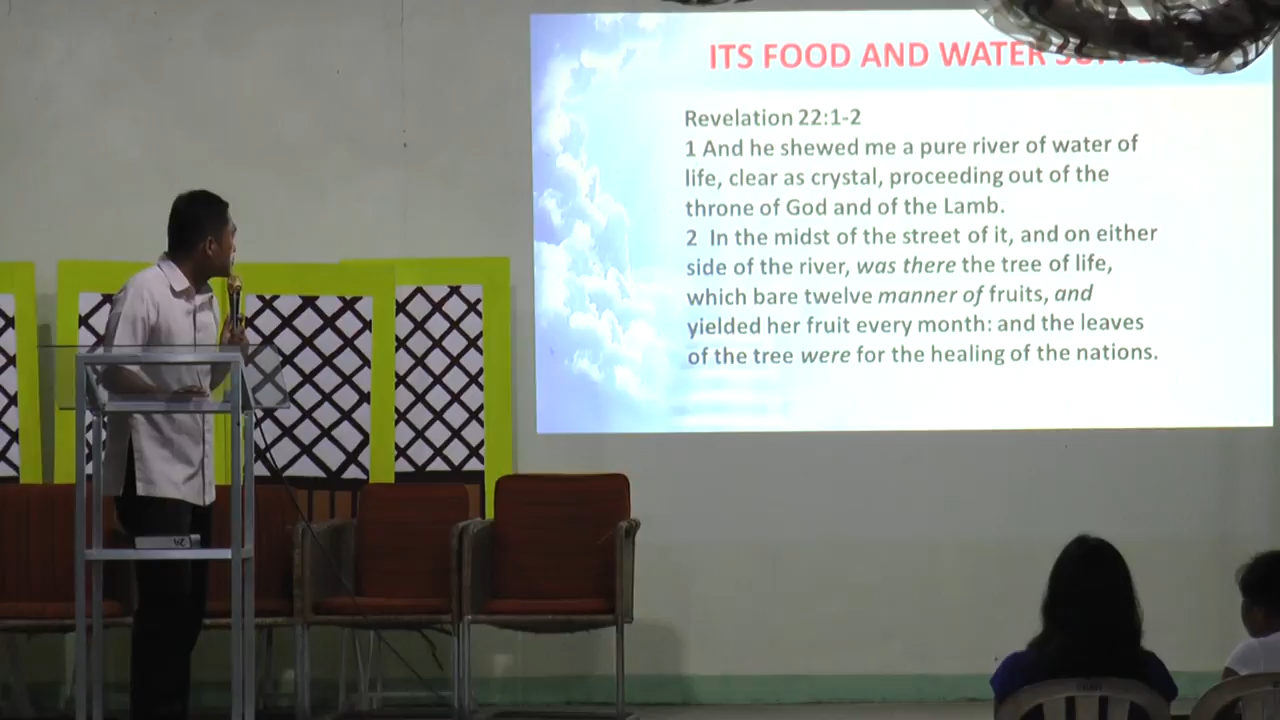 ITS FOOD AND WATER
Revelation 22:1-2
1 And he shewed me a pure river of water of
life, clear as crystal, proceeding out of the
throne of God and of the Lamb.
2 In the midst of the street of it, and on either
side of the river, was there the tree of life,
which bare twelve manner of fruits, and
yielded her fruit every month: and the leaves
of the tree were for the healing of the nations.